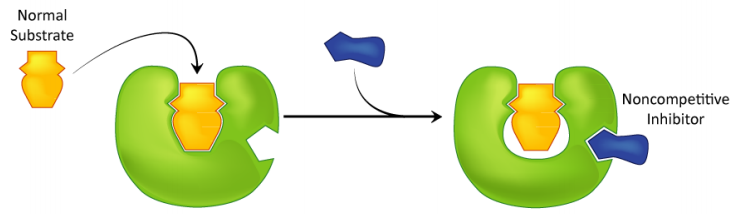 Normal
Substrate
Noncompetitive
Inhibitor